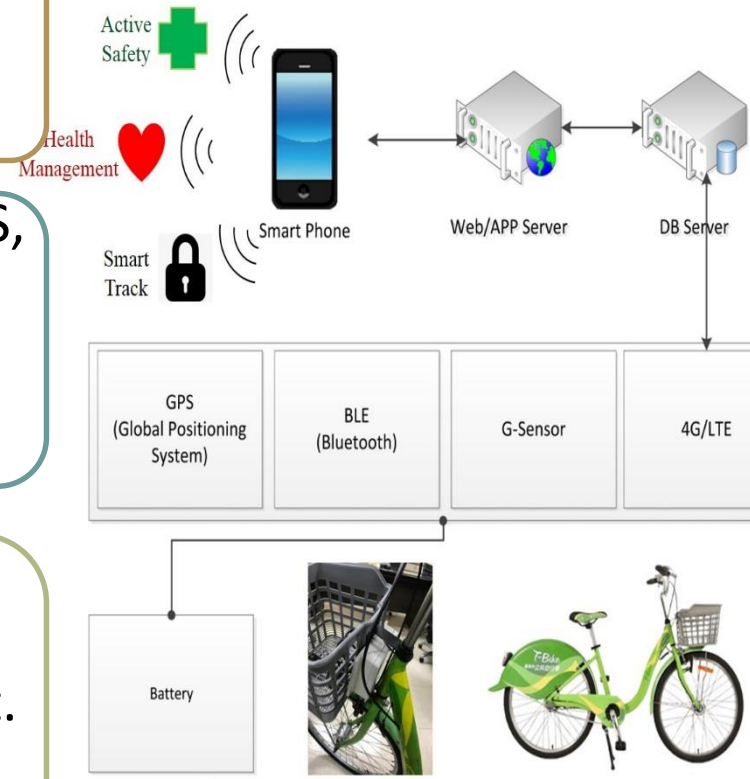 Active
Safety
Health
Management
Smart
Track
Smart Phone
Web/APP Server
DB Server
S,
GPS
(Global Positioning
System)
BLE
(Bluetooth)
G-Sensor
4G/LTE
Battery
T-Bike